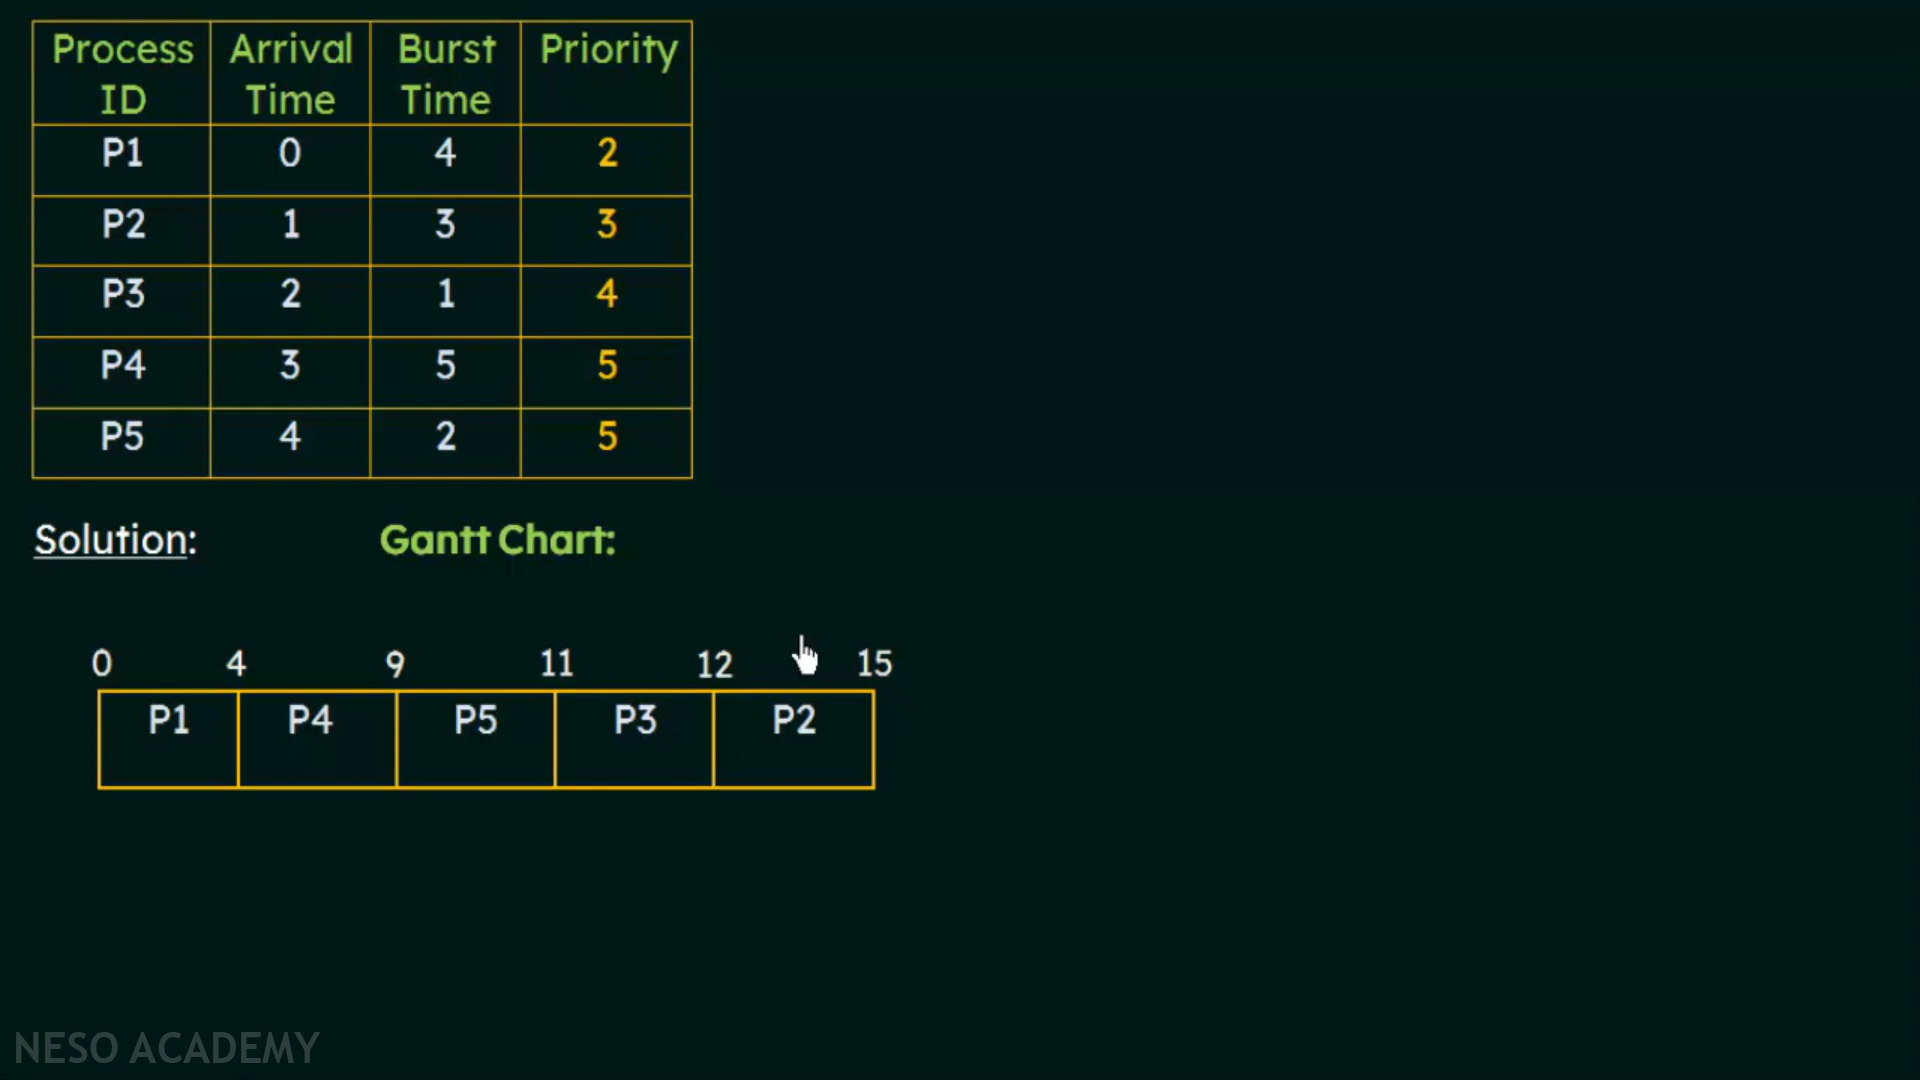 Process ID Arrival Time Burst Time Priority
P1 0 4 2
P2 1 3 3
P3 2 1 4
P4 3 5 5
P5 4 2 5
Solution: Gantt Chart:
0 4 9 11 12 15
P1 P4 P5 P3 P2
NESO ACADEMY